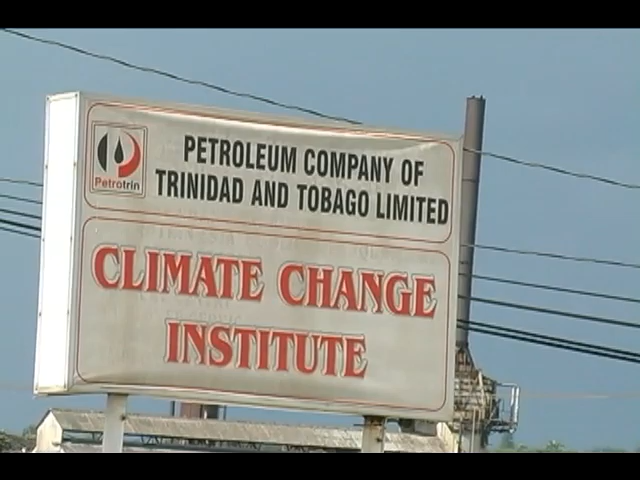 Petrotrin
PETROLEUM COMPANY OF
TRINIDAD AND TOBAGO LIMITED
CLIMATE CHANGE
INSTITUTE